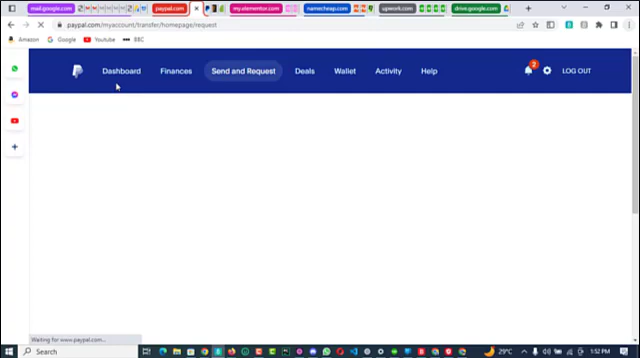 mail.google.com paypal.com my.elementor.com namecheap.com upwork.com drive.google.com
paypal.com/myaccount/transfer/homepage/request
Amazon Google Youtube BBC
Dashboard Finances Send and Request Deals Wallet Activity Help 2 LOG OUT
Waiting for www.paypal.com...
Search 29°C 1:52 PM